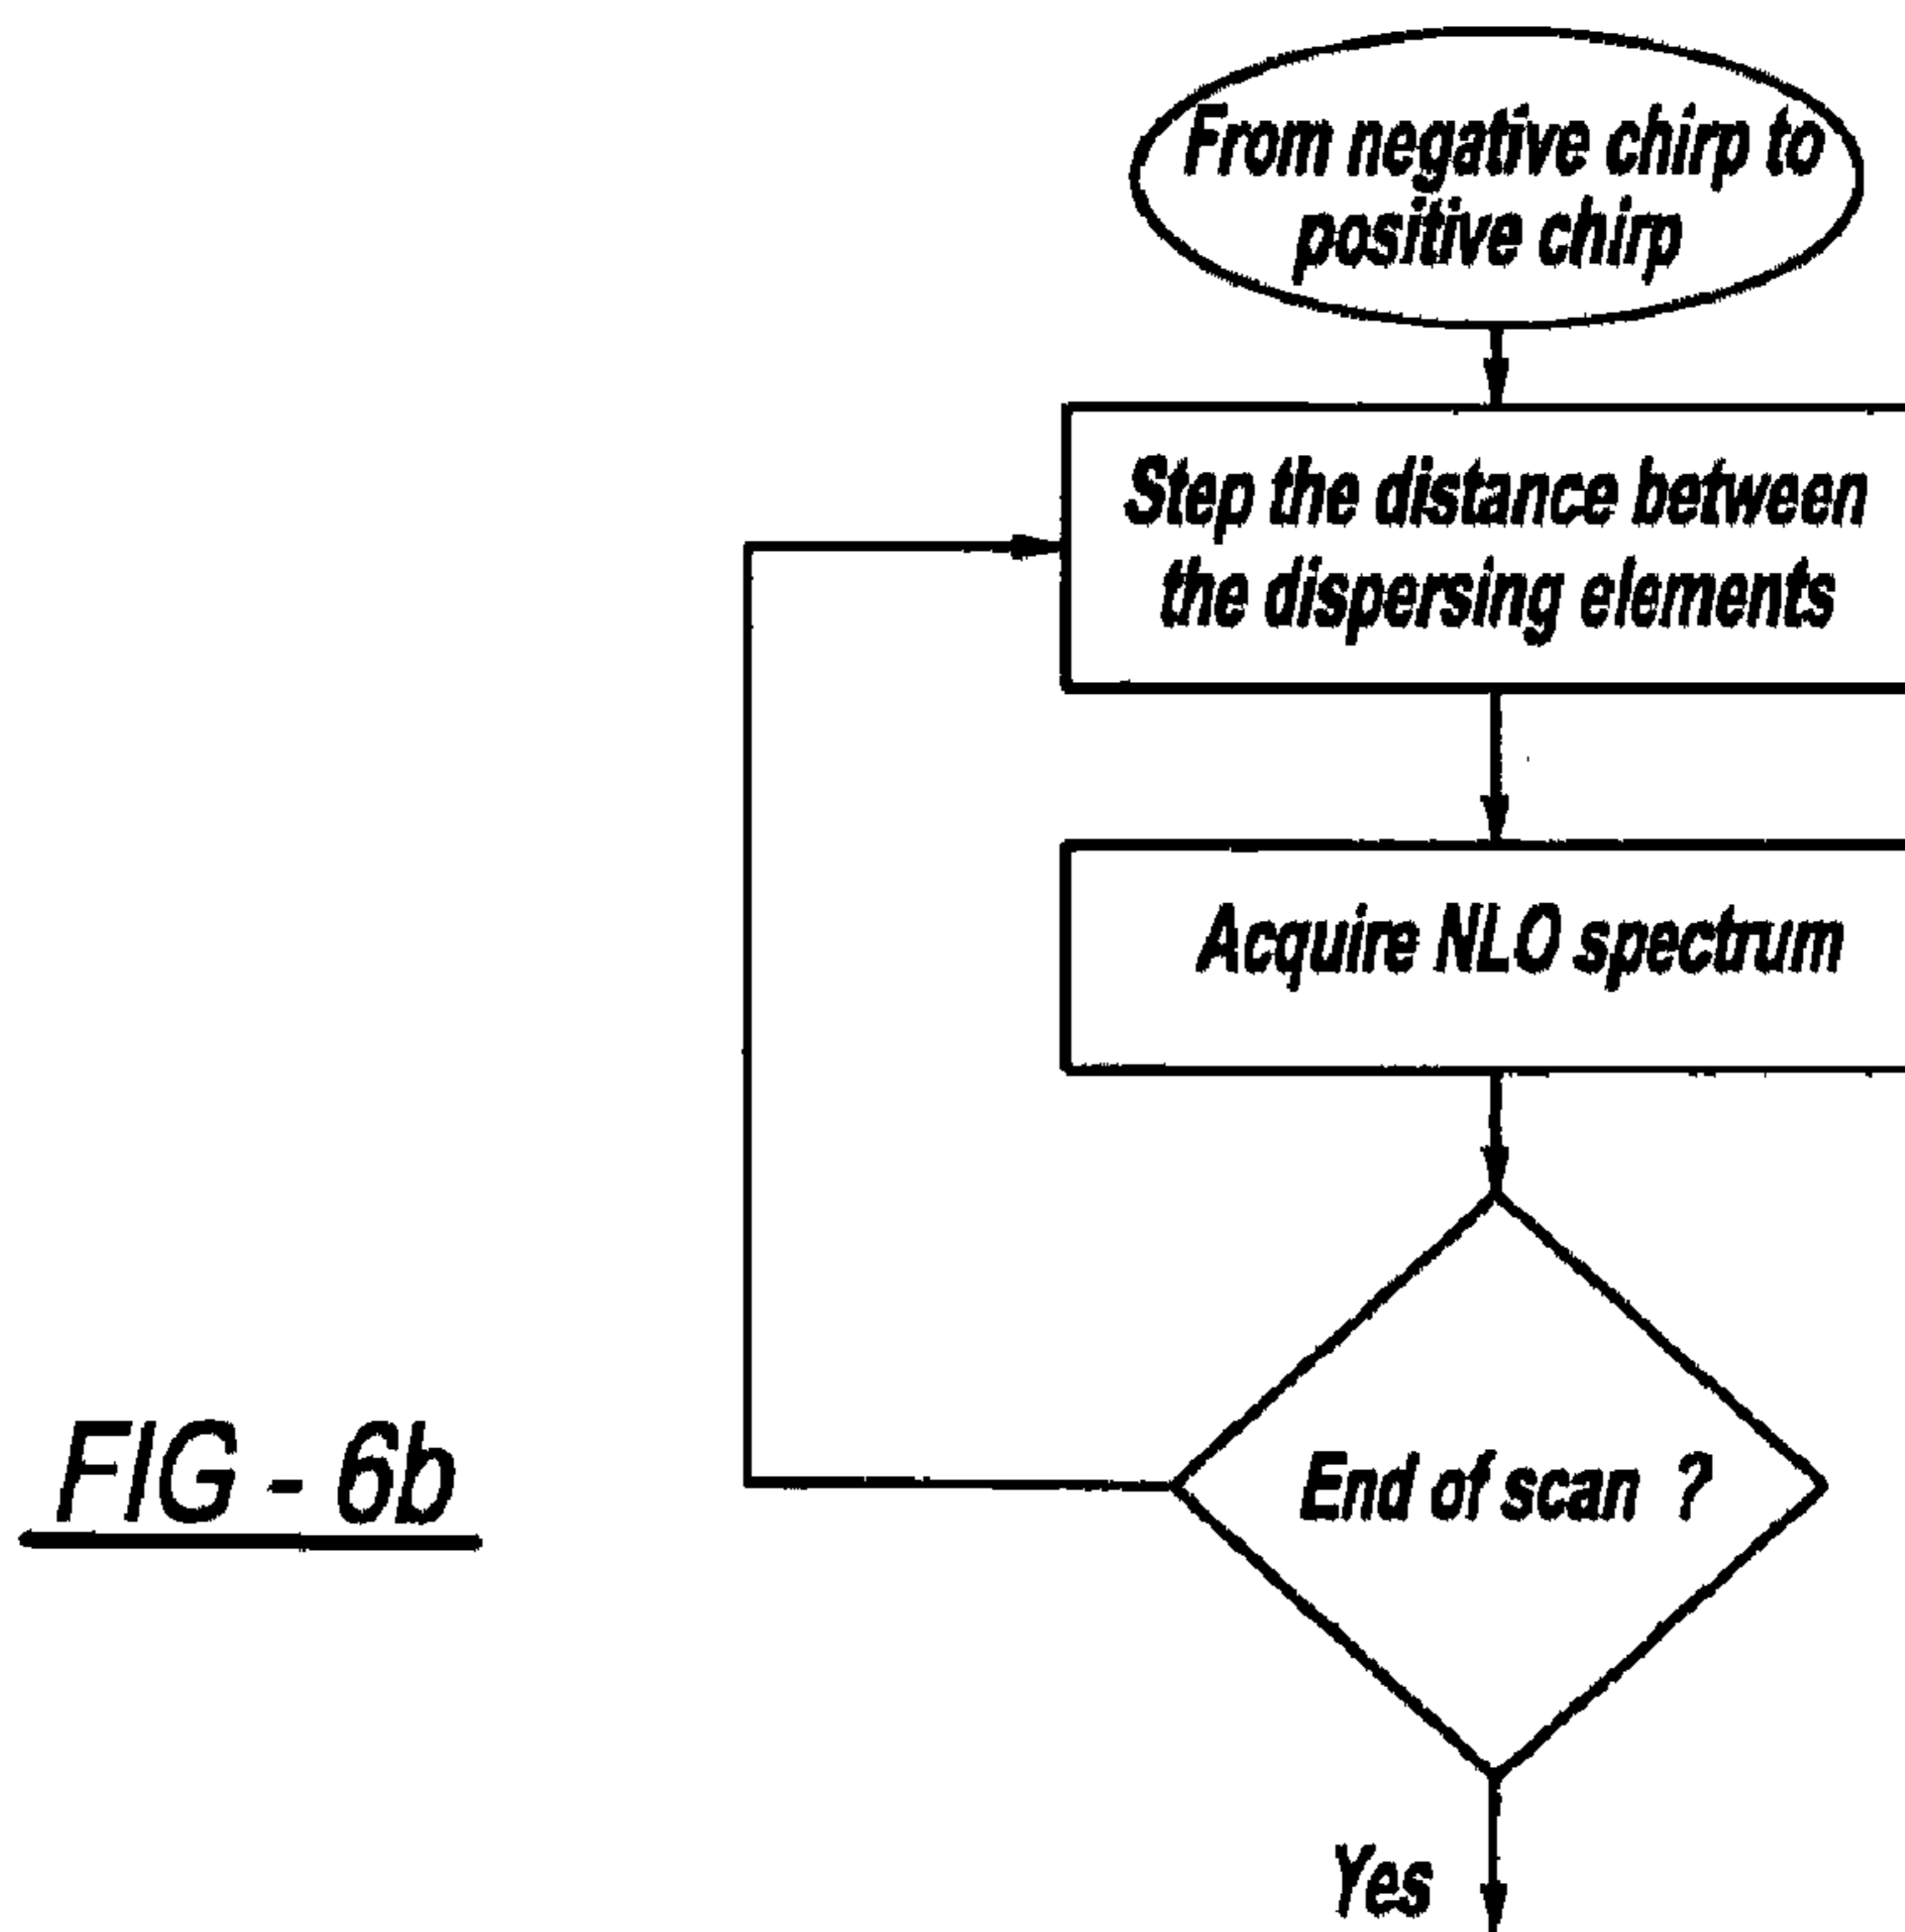 From negative chirp to
positive chirp
Step the distance between
the dispersing elements
Acquire NLO spectrum
End of scan ?
FIG - 6b
Yes